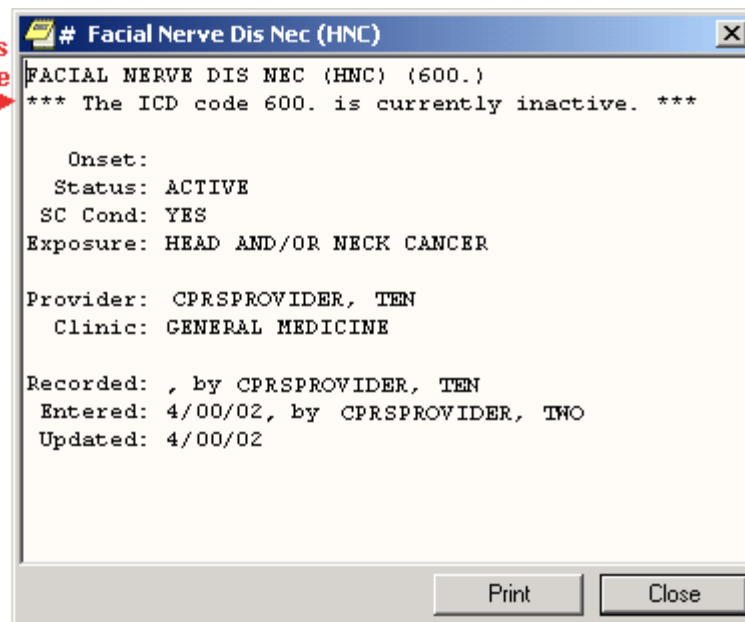 # Facial Nerve Dis Nec (HNC)
s
e
FACIAL NERVE DIS NEC (HNC) (600.)
*** The ICD code 600. is currently inactive. ***
Onset:
Status: ACTIVE
SC Cond: YES
Exposure: HEAD AND/OR NECK CANCER
Provider: CPRSPROVIDER, TEN
Clinic: GENERAL MEDICINE
Recorded: , by CPRSPROVIDER, TEN
Entered: 4/00/02, by CPRSPROVIDER, TWO
Updated: 4/00/02
Print Close